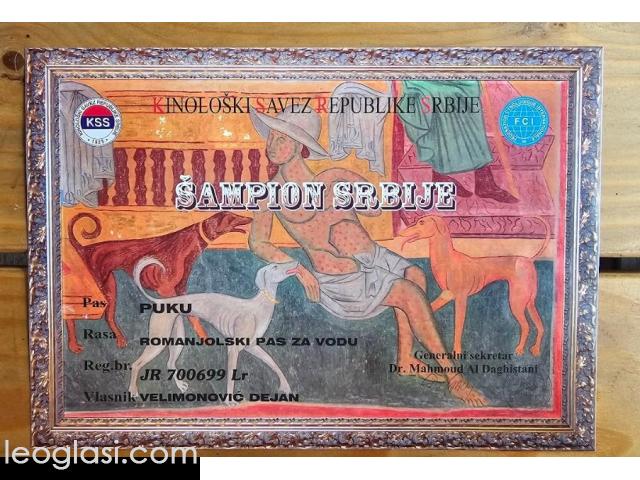 KINOLOŠKI SAVEZ REPUBLIKE SRBIJE
KSS
FCI
ŠAMPION SRBIJE
Pas PUKU
Rasa ROMANJOLSKI PAS ZA VODU
Reg.br. JR 700699 Lr
Vlasnik VELIMONOVIĆ DEJAN
Generalni sekretar
Dr. Mahmoud Al Daghistani
leoglasi.com